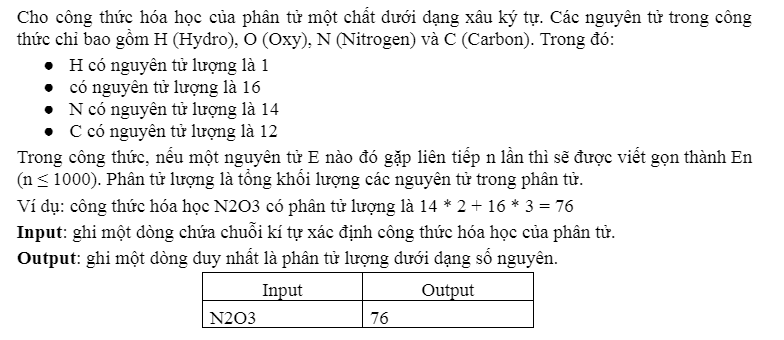 Cho công thức hóa học của phân tử một chất dưới dạng xâu ký tự. Các nguyên tử trong công
thức chỉ bao gồm H (Hydro), O (Oxy), N (Nitrogen) và C (Carbon). Trong đó:
● H có nguyên tử lượng là 1
● có nguyên tử lượng là 16
● N có nguyên tử lượng là 14
● C có nguyên tử lượng là 12
Trong công thức, nếu một nguyên tử E nào đó gặp liên tiếp n lần thì sẽ được viết gọn thành En
(n ≤ 1000). Phân tử lượng là tổng khối lượng các nguyên tử trong phân tử.
Ví dụ: công thức hóa học N2O3 có phân tử lượng là 14 * 2 + 16 * 3 = 76
Input: ghi một dòng chứa chuỗi kí tự xác định công thức hóa học của phân tử.
Output: ghi một dòng duy nhất là phân tử lượng dưới dạng số nguyên.
Input Output
N2O3 76